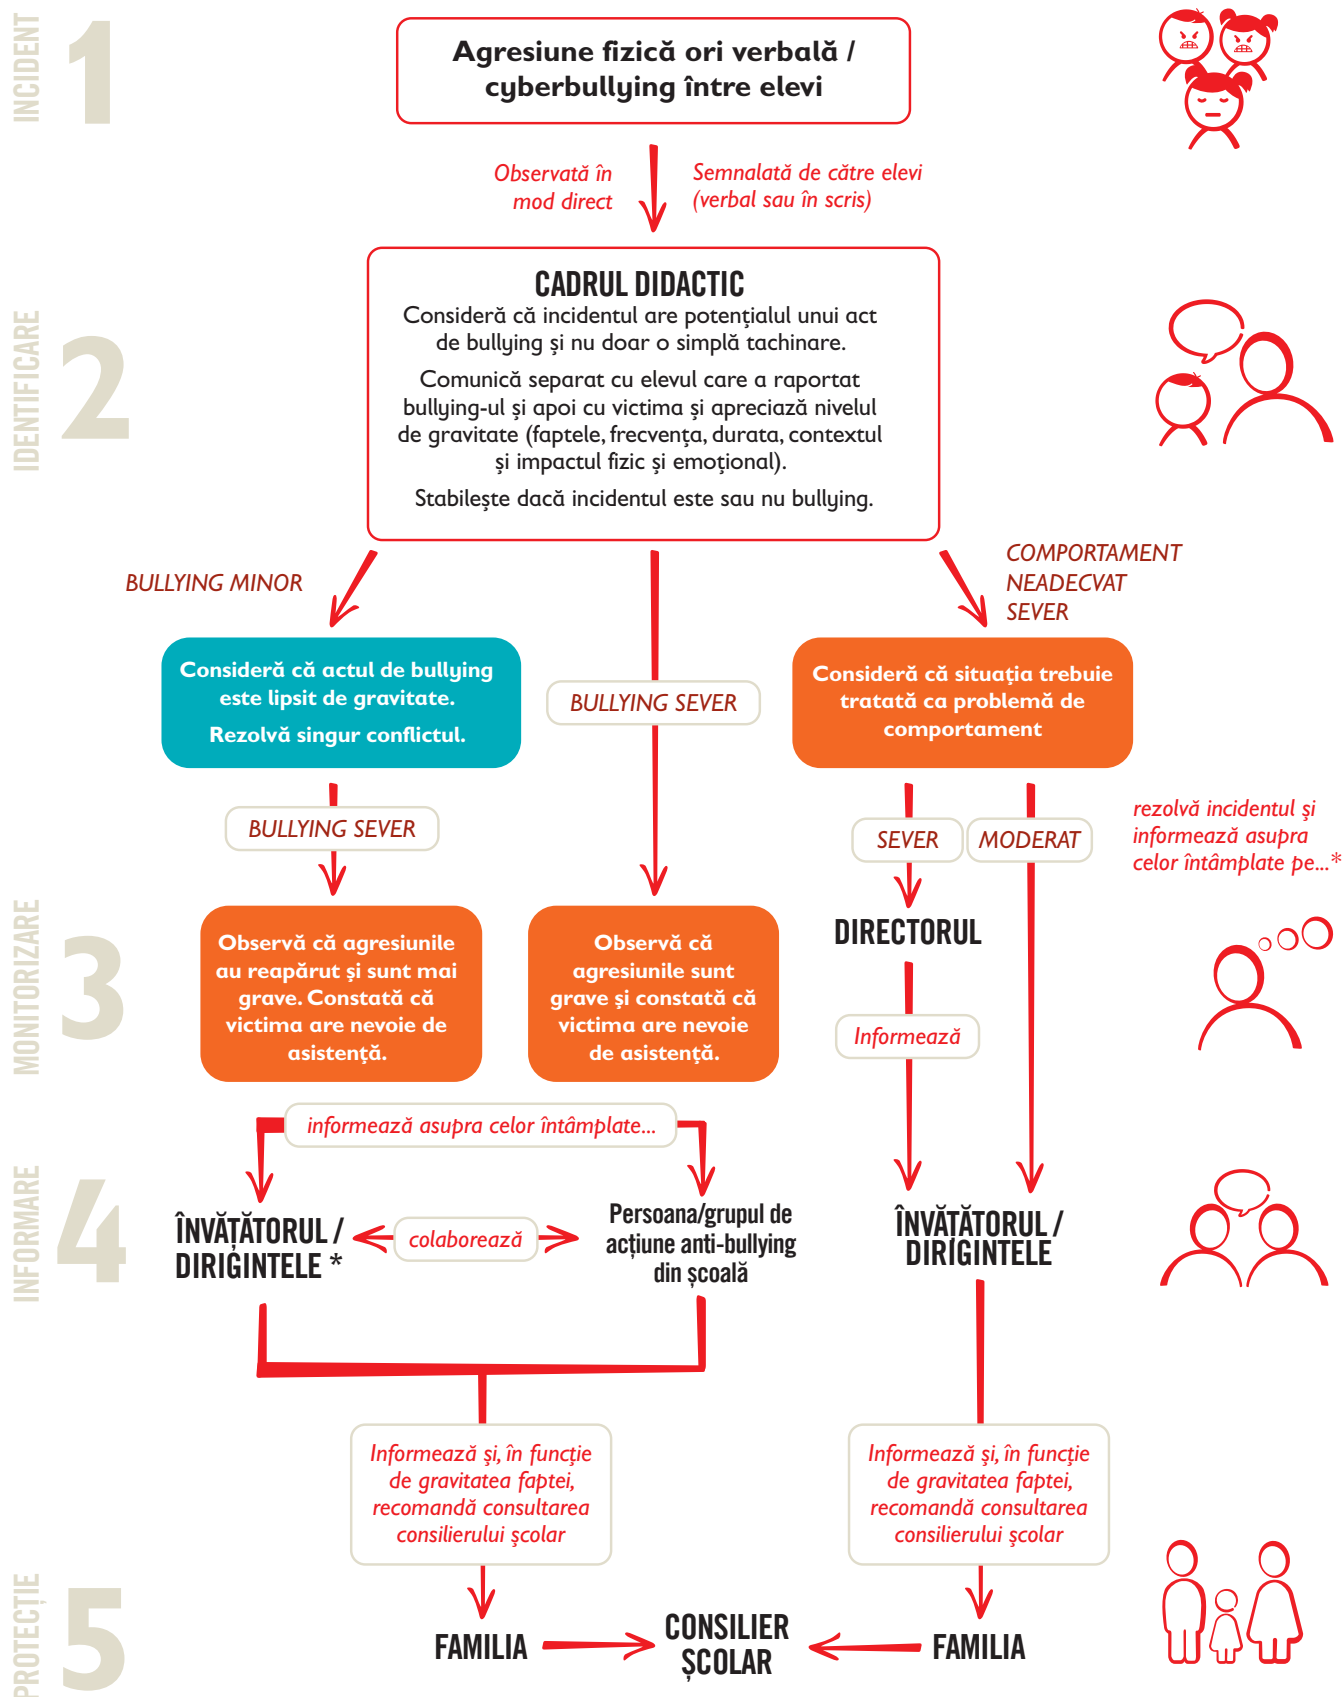 INCIDENT
1
Agresiune fizică ori verbală /
cyberbullying între elevi
Observată în
mod direct
Semnalată de către elevi
(verbal sau în scris)
IDENTIFICARE
2
CADRUL DIDACTIC
Consideră că incidentul are potențialul unui act
de bullying și nu doar o simplă tachinare.
Comunică separat cu elevul care a raportat
bullying-ul și apoi cu victima și apreciază nivelul
de gravitate (faptele, frecvența, durata, contextul
și impactul fizic și emoțional).
Stabilește dacă incidentul este sau nu bullying.
BULLYING MINOR
COMPORTAMENT
NEADECVAT
SEVER
Consideră că actul de bullying
este lipsit de gravitate.
Rezolvă singur conflictul.
BULLYING SEVER
Consideră că situația trebuie
tratată ca problemă de
comportament
BULLYING SEVER
SEVER
MODERAT
rezolvă incidentul și
informează asupra
celor întâmplate pe...*
MONITORIZARE
3
Observă că agresiunile
au reapărut și sunt mai
grave. Constată că
victima are nevoie de
asistență.
Observă că
agresiunile sunt
grave și constată că
victima are nevoie
de asistență.
DIRECTORUL
Informează
informează asupra celor întâmplate...
INFORMARE
4
ÎNVĂȚĂTORUL /
DIRIGINTELE *
colaborează
Persoana/grupul de
acțiune anti-bullying
din școală
ÎNVĂȚĂTORUL /
DIRIGINTELE
Informează și, în funcție
de gravitatea faptei,
recomandă consultarea
consilierului școlar
Informează și, în funcție
de gravitatea faptei,
recomandă consultarea
consilierului școlar
PROTECȚIE
5
FAMILIA
CONSILIER
ȘCOLAR
FAMILIA